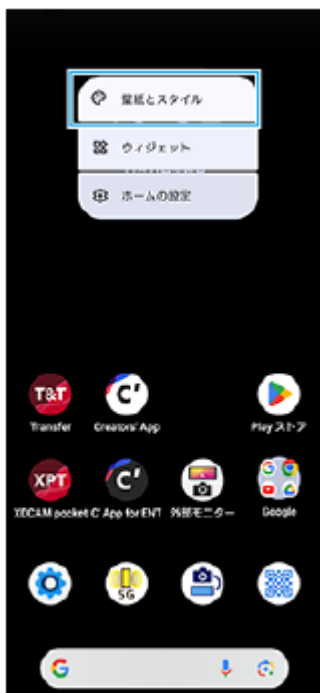 壁紙とスタイル
ウィジェット
ホームの設定
T&T
C'
Transfer
Creators' App
Play ストア
XPT
C'
XDCAM pocket
C' App for ENT
外部モニター
Google
5G
G